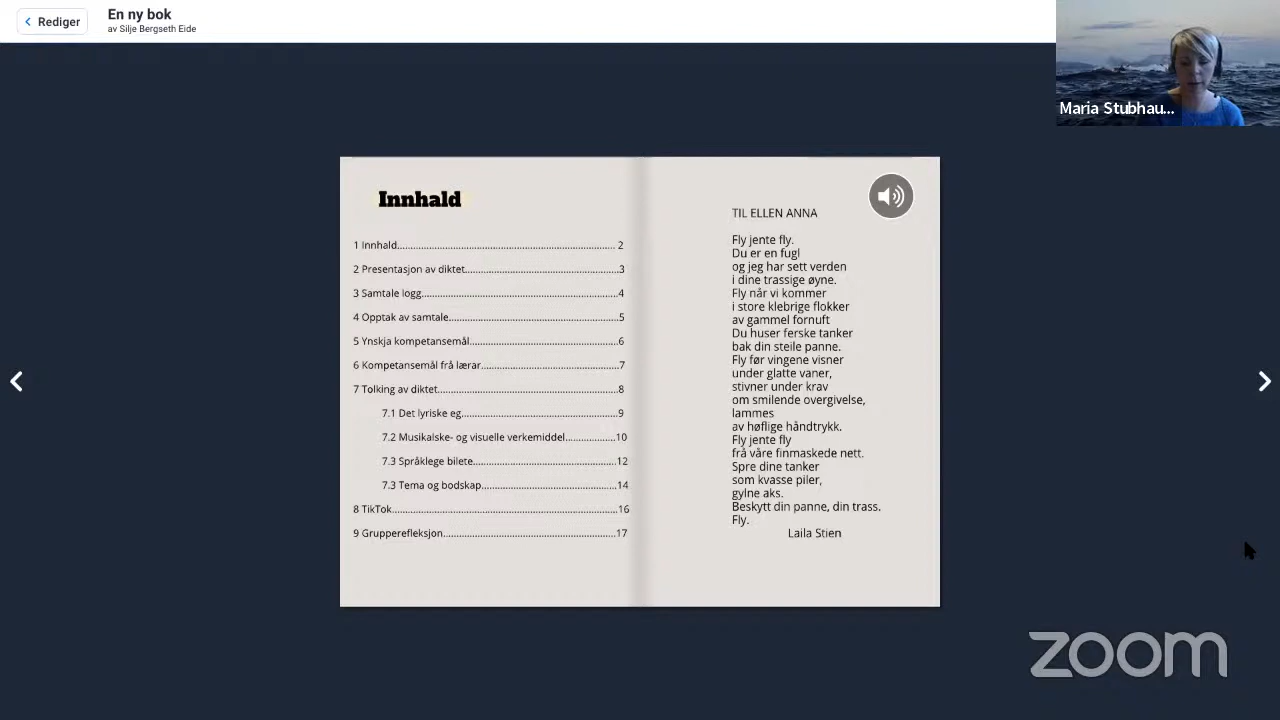 Rediger
En ny bok
av Silje Bergseth Eide
Maria Stubhau...
Innhald
1 Innhald.......................................................................... 2
2 Presentasjon av diktet....................................................3
3 Samtale logg..................................................................4
4 Opptak av samtale.........................................................5
5 Ynskja kompetansemål..................................................6
6 Kompetansemål frå lærar..............................................7
7 Tolking av diktet............................................................8
7.1 Det lyriske eg....................................................9
7.2 Musikalske- og visuelle verkemiddel.................10
7.3 Språklege bilete................................................12
7.3 Tema og bodskap.............................................14
8 TikTok................................................................................16
9 Grupperefleksjon..........................................................17
TIL ELLEN ANNA
Fly jente fly.
Du er en fugl
og jeg har sett verden
i dine trassige øyne.
Fly når vi kommer
i store klebrige flokker
av gammel fornuft
Du huser ferske tanker
bak din steile panne.
Fly før vingene visner
under glatte vaner,
stivner under krav
om smilende overgivelse,
lammes
av høflige håndtrykk.
Fly jente fly
frå våre finmaskede nett.
Spre dine tanker
som kvasse piler,
gylne aks.
Beskytt din panne, din trass.
Fly.
Laila Stien
zoom